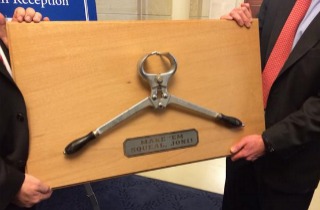 Reception
MAKE EM
SQUEAL, JONI!